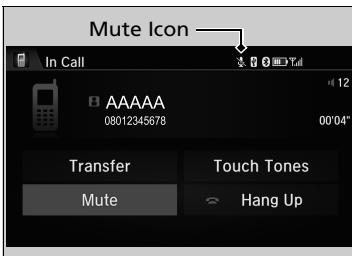 Mute Icon
In Call
12
AAAAA
08012345678
00'04"
Transfer
Touch Tones
Mute
Hang Up